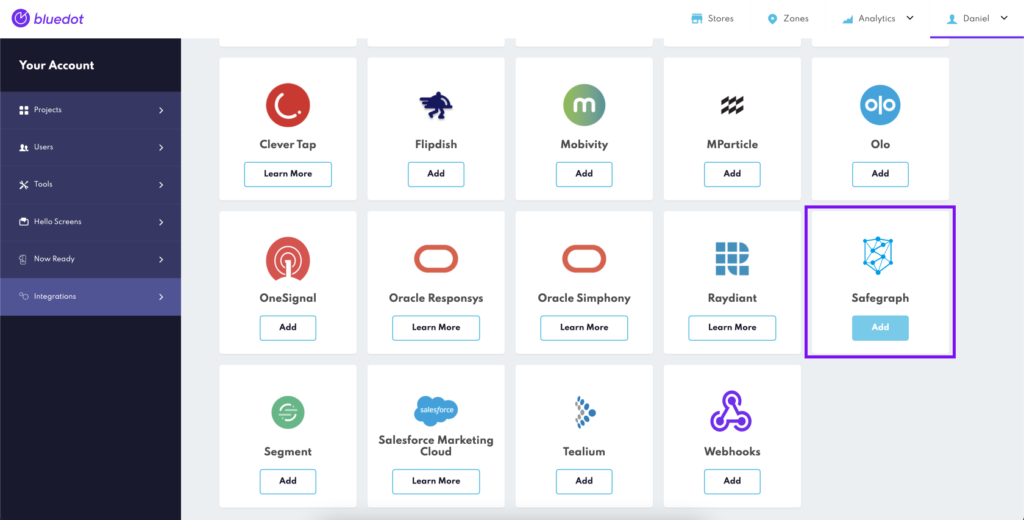 bluedot
Stores
Zones
Analytics
Daniel
Your Account
Projects
Users
Tools
Hello Screens
Now Ready
Integrations
Clever Tap
Learn More
Flipdish
Add
m
Mobivity
Add
MParticle
Add
olo
Olo
Add
OneSignal
Add
Oracle Responsys
Learn More
Oracle Simphony
Learn More
Raydiant
Learn More
Safegraph
Add
Segment
Add
salesforce
Salesforce Marketing
Cloud
Learn More
Tealium
Add
Webhooks
Add